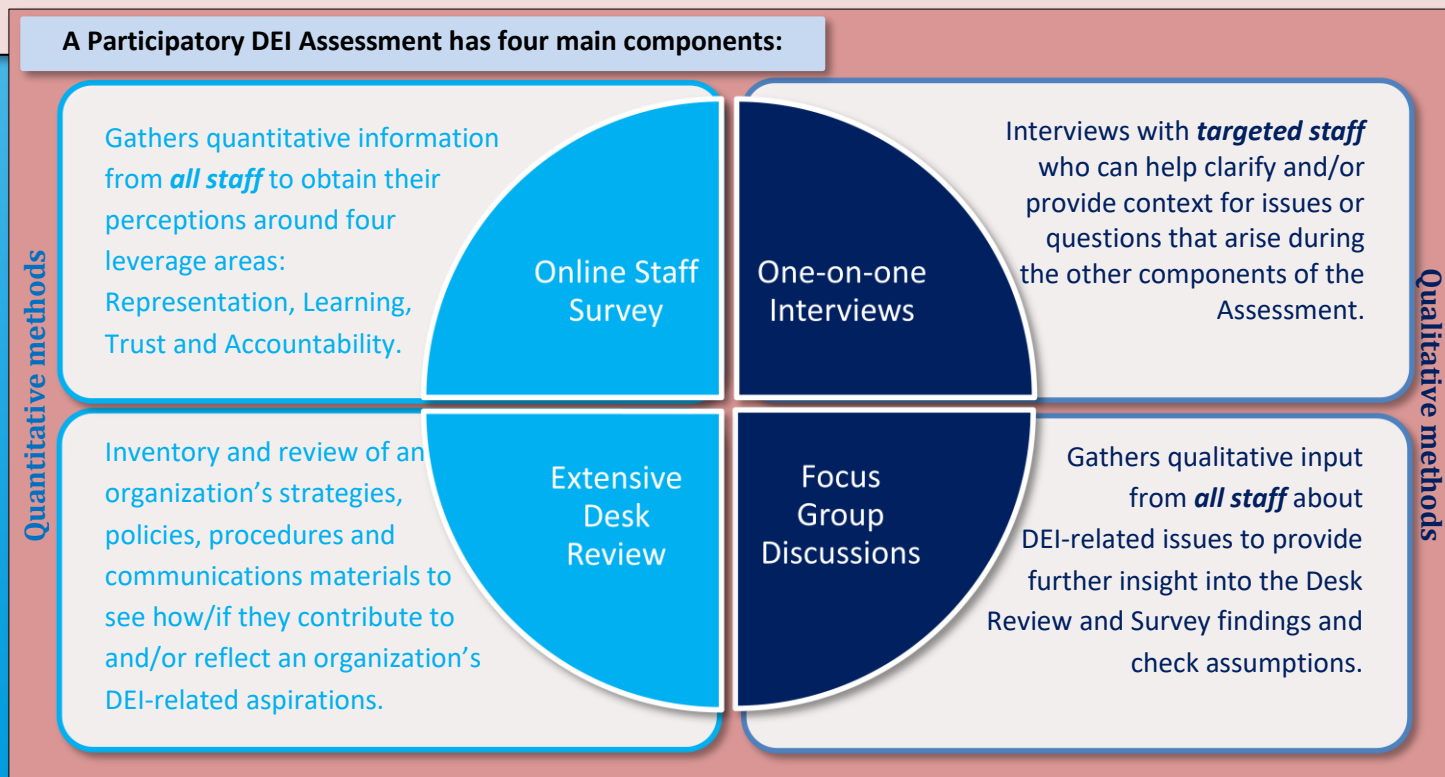 A Participatory DEI Assessment has four main components:
Quantitative methods
Gathers quantitative information
from all staff to obtain their
perceptions around four
leverage areas:
Representation, Learning,
Trust and Accountability.
Online Staff
Survey
One-on-one
Interviews
Interviews with targeted staff
who can help clarify and/or
provide context for issues or
questions that arise during
the other components of the
Assessment.
Inventory and review of an
organization’s strategies,
policies, procedures and
communications materials to
see how/if they contribute to
and/or reflect an organization’s
DEI-related aspirations.
Extensive
Desk
Review
Focus
Group
Discussions
Gathers qualitative input
from all staff about
DEI-related issues to provide
further insight into the Desk
Review and Survey findings and
check assumptions.
Qualitative methods